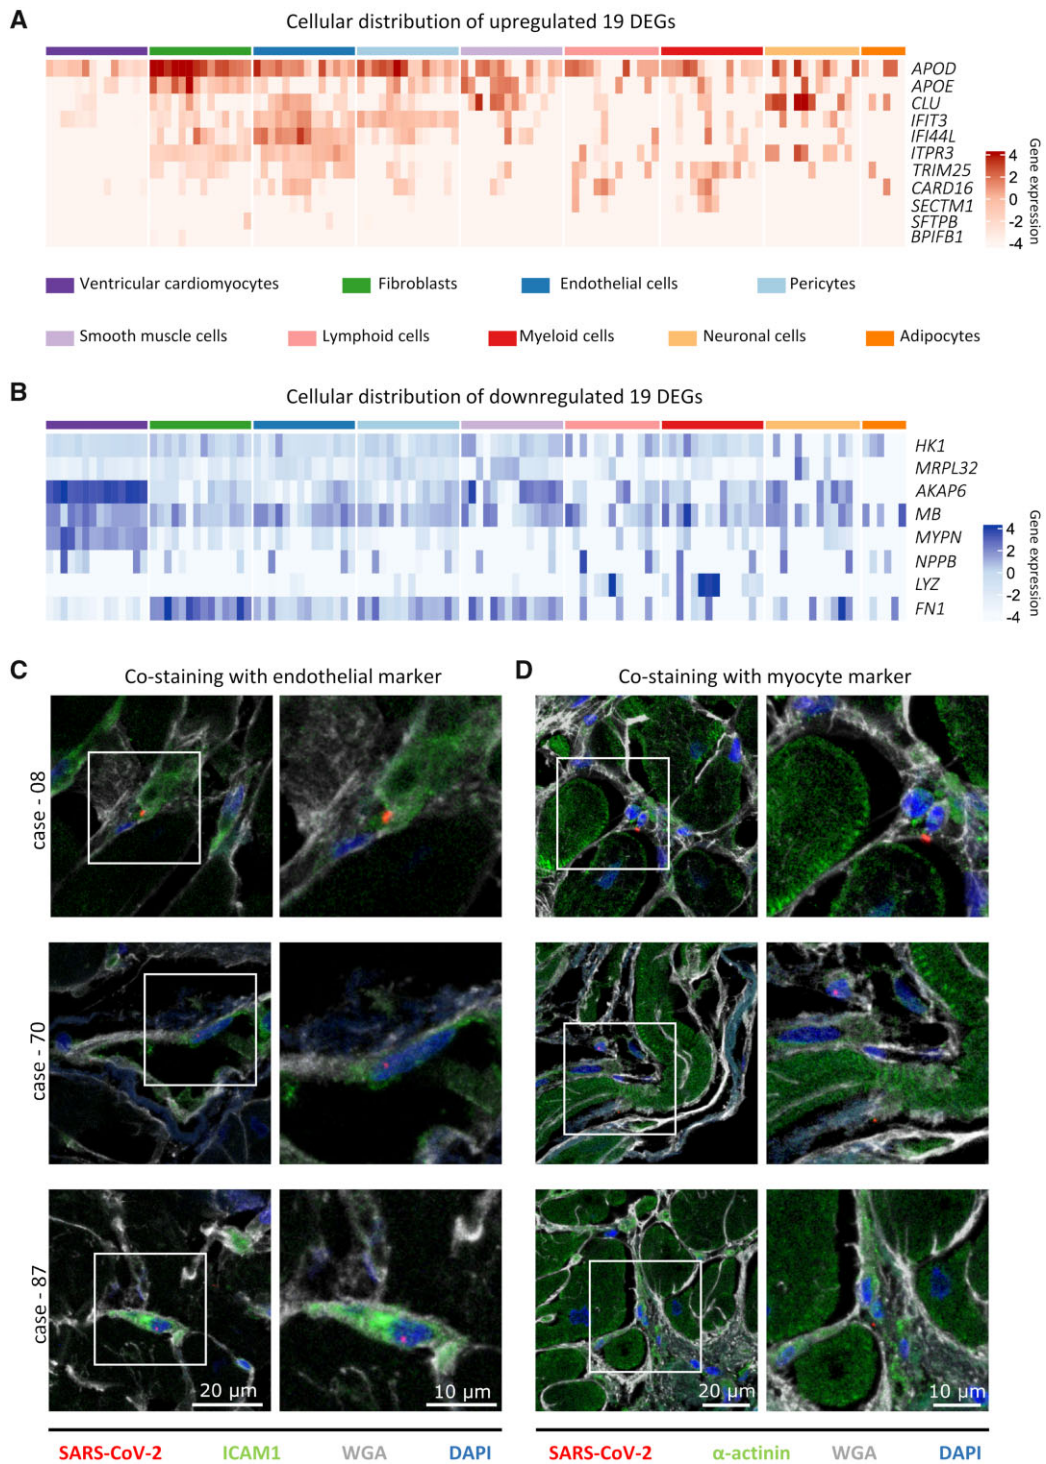 A
Cellular distribution of upregulated 19 DEGs
APOD
APOE
CLU
IFIT3
IFI44L
ITPR3
TRIM25
CARD16
SECTM1
SFTPB
BPIFB1
4
2
0
-2
-4
Gene expression
Ventricular cardiomyocytes Fibroblasts Endothelial cells Pericytes
Smooth muscle cells Lymphoid cells Myeloid cells Neuronal cells Adipocytes
B
Cellular distribution of downregulated 19 DEGs
HK1
MRPL32
AKAP6
MB
MYPN
NPPB
LYZ
FN1
4
2
0
-2
-4
Gene expression
C
Co-staining with endothelial marker
D
Co-staining with myocyte marker
case - 08
case - 70
case - 87
20 µm
10 µm
20 µm
10 µm
SARS-CoV-2 ICAM1 WGA DAPI
SARS-CoV-2 α-actinin WGA DAPI